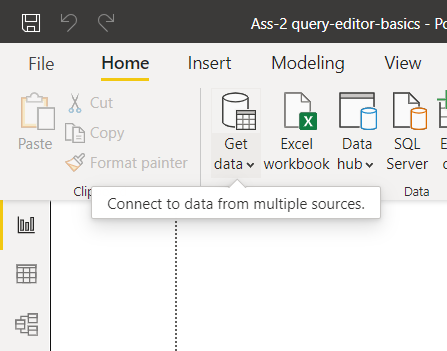 Ass-2 query-editor-basics - Po
File Home Insert Modeling View
Paste
Cut
Copy
Format painter
Get data
Excel workbook
Data hub
SQL Server
Clip
Data
Connect to data from multiple sources.